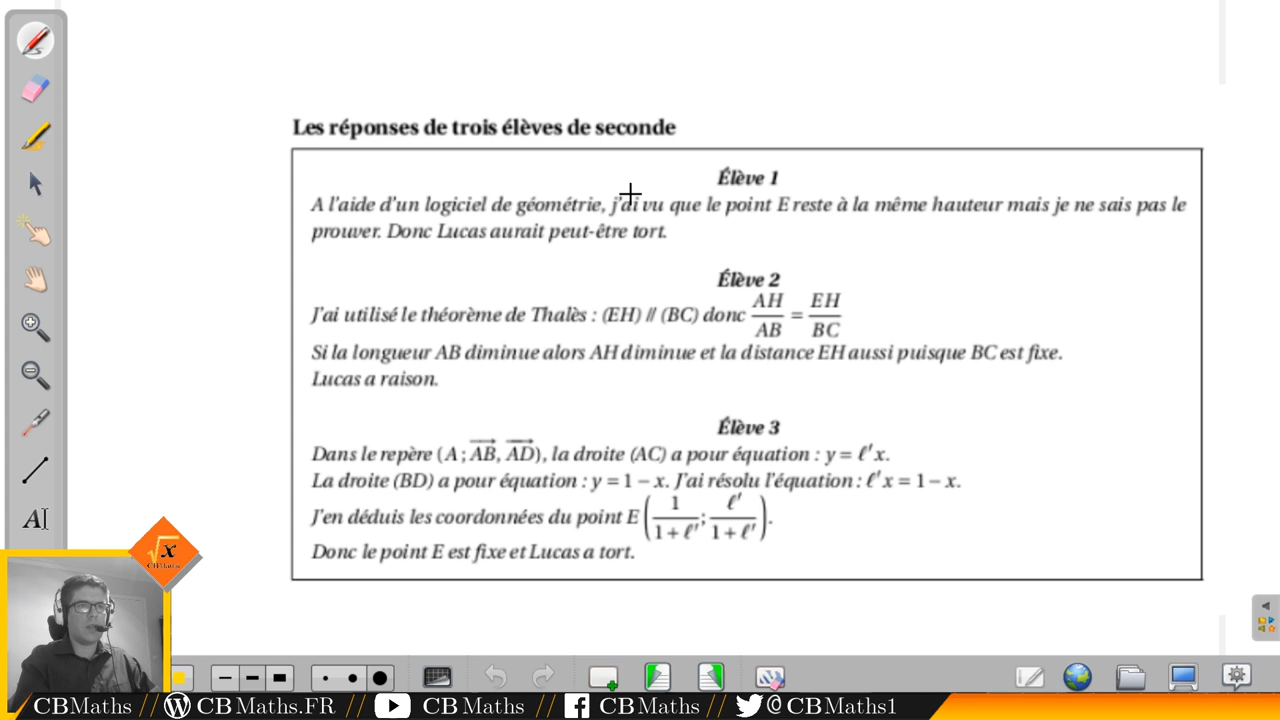 Les réponses de trois élèves de seconde
Élève 1
A l'aide d'un logiciel de géométrie, j'ai vu que le point E reste à la même hauteur mais je ne sais pas le
prouver. Donc Lucas aurait peut-être tort.
Élève 2
J'ai utilisé le théorème de Thalès : (EH) // (BC) donc AH/AB = EH/BC
Si la longueur AB diminue alors AH diminue et la distance EH aussi puisque BC est fixe.
Lucas a raison.
Élève 3
Dans le repère (A ; AB, AD), la droite (AC) a pour équation : y = ℓ'x.
La droite (BD) a pour équation : y = 1 − x. J'ai résolu l'équation : ℓ'x = 1 − x.
J'en déduis les coordonnées du point E (1/(1+ℓ') ; ℓ'/(1+ℓ')).
Donc le point E est fixe et Lucas a tort.
AI
√x
CBMaths
CBMaths // CBMaths.FR // CBMaths // CBMaths // @CBMaths1